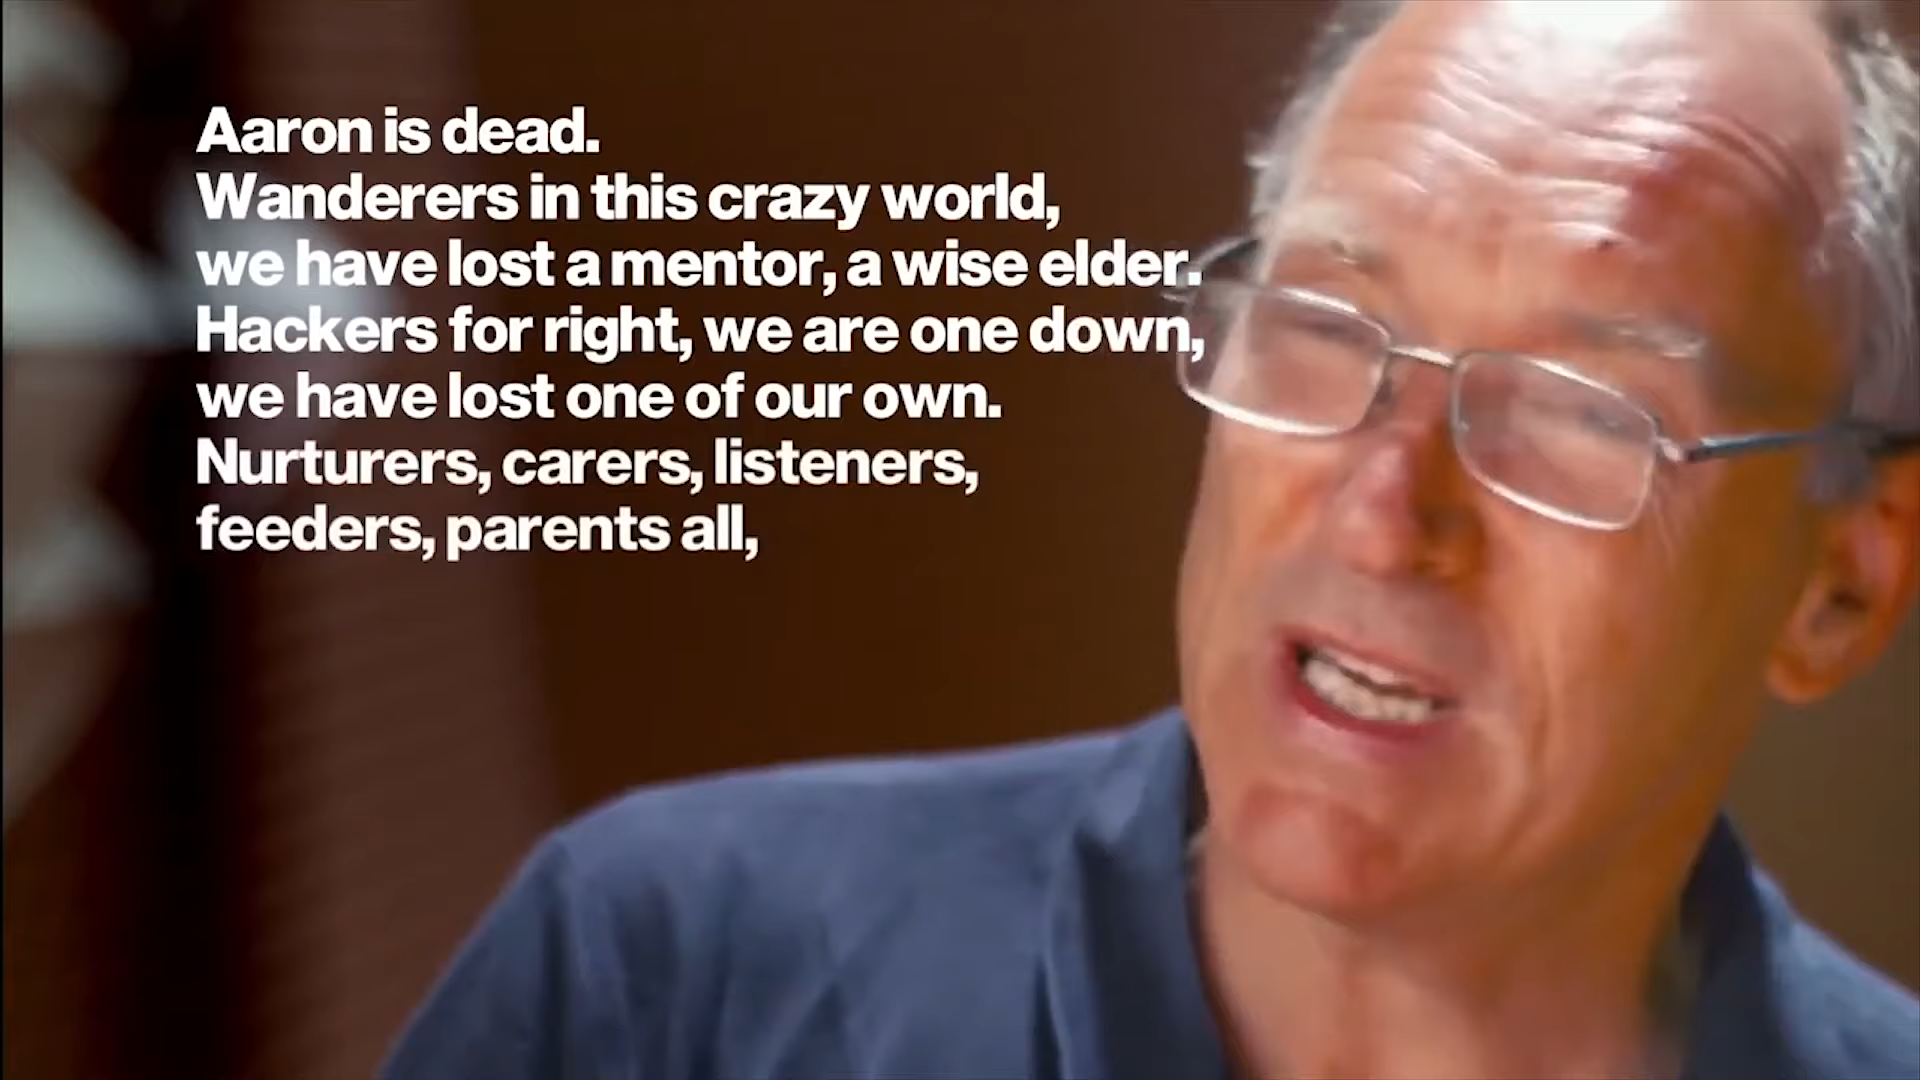 Aaron is dead.
Wanderers in this crazy world,
we have lost a mentor, a wise elder.
Hackers for right, we are one down,
we have lost one of our own.
Nurturers, carers, listeners,
feeders, parents all,